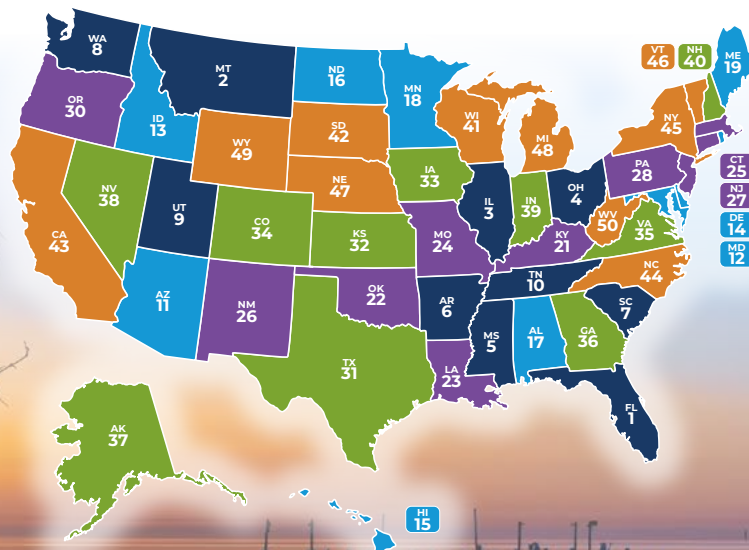 WA
8
OR
30
CA
43
ID
13
NV
38
MT
2
WY
49
UT
9
AZ
11
CO
34
NM
26
ND
16
SD
42
NE
47
KS
32
OK
22
TX
31
MN
18
IA
33
MO
24
AR
6
LA
23
WI
41
IL
3
MS
5
MI
48
IN
39
KY
21
TN
10
AL
17
OH
4
WV
50
VA
35
NC
44
SC
7
GA
36
FL
1
PA
28
NY
45
VT
46
NH
40
ME
19
CT
25
NJ
27
DE
14
MD
12
AK
37
HI
15